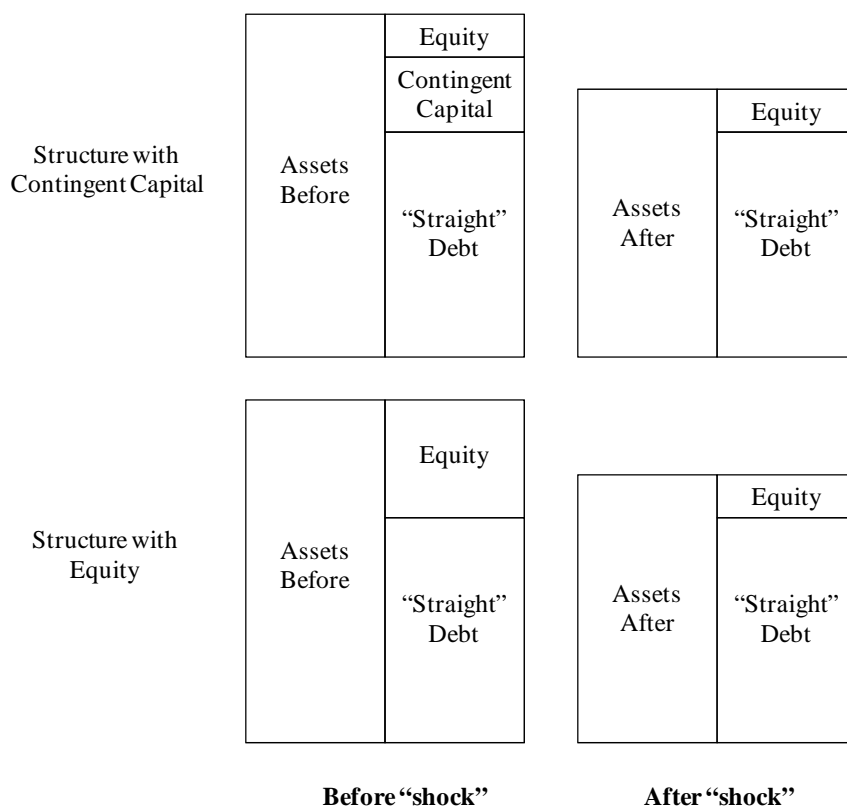 Structure with
Contingent Capital
Assets
Before
Equity
Contingent
Capital
“Straight”
Debt
Assets
After
Equity
“Straight”
Debt
Structure with
Equity
Assets
Before
Equity
“Straight”
Debt
Assets
After
Equity
“Straight”
Debt
Before “shock”
After “shock”